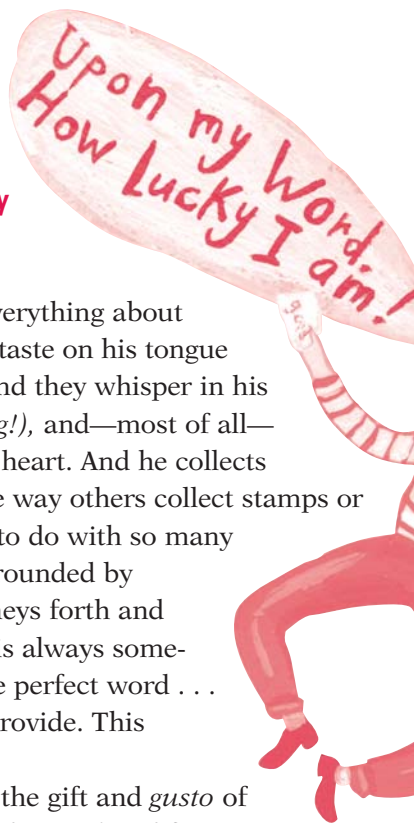 Upon my Word.
How Lucky I am!
y
verything about
taste on his tongue
nd they whisper in his
g!), and—most of all—
heart. And he collects
e way others collect stamps or
to do with so many
rounded by
neys forth and
is always some-
e perfect word . . .
rovide. This
the gift and gusto of